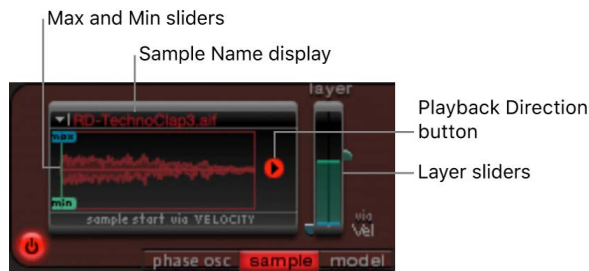 Max and Min sliders
Sample Name display
layer
RD-TechnoClap3.aif
max
Playback Direction
button
Layer sliders
min
sample start via VELOCITY
via
Vel
phase osc sample model